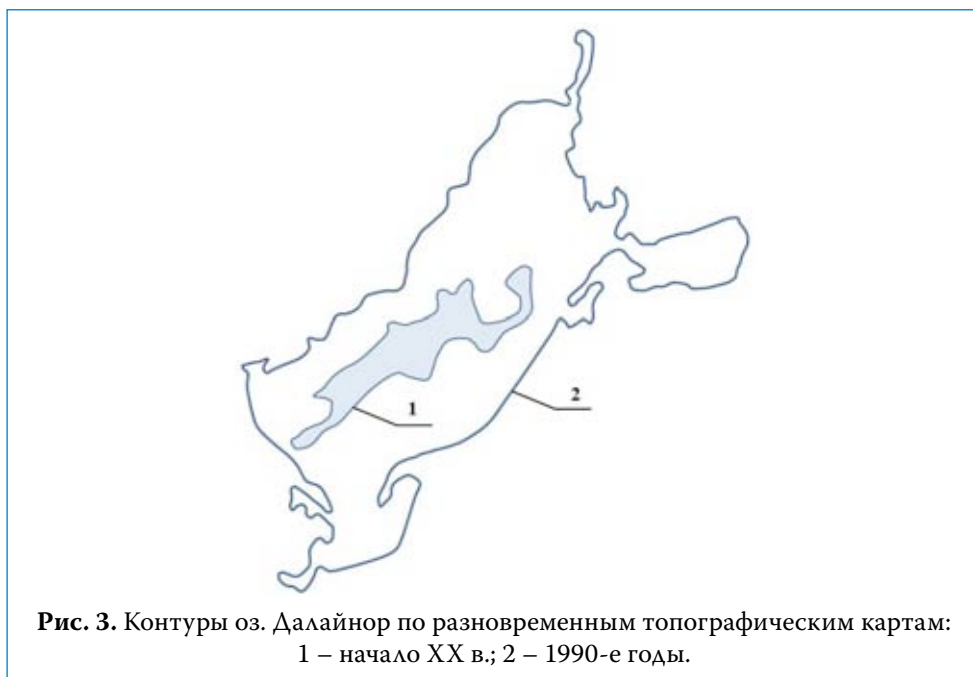 1
2
Рис. 3. Контуры оз. Далайнор по разновременным топографическим картам:
1 – начало XX в.; 2 – 1990-е годы.